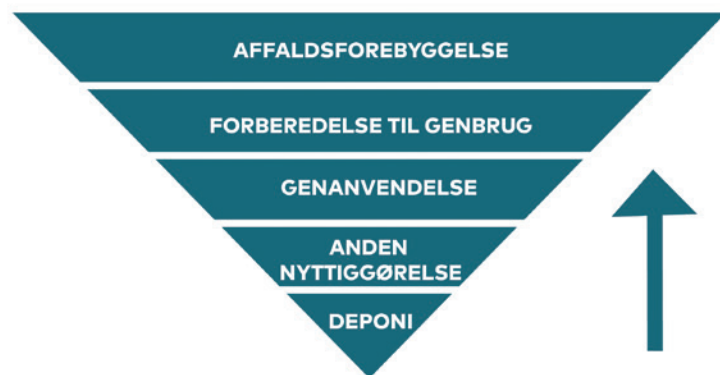 AFFALDSFOREBYGGELSE
FORBEREDELSE TIL GENBRUG
GENANVENDELSE
ANDEN
NYTTIGGØRELSE
DEPONI